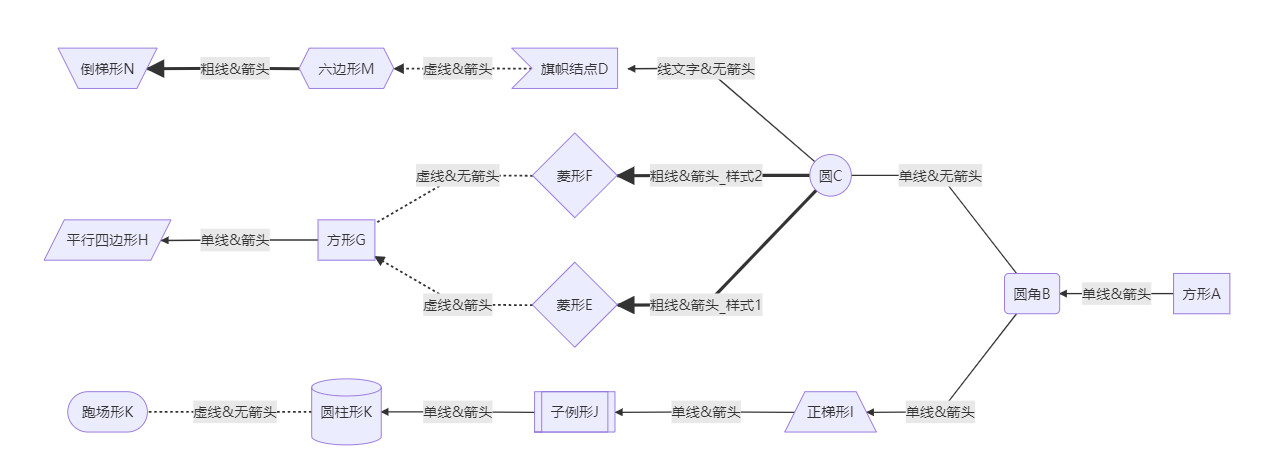 倒梯形N
粗线&箭头
六边形M
虚线&箭头
旗帜结点D
线文字&无箭头
虚线&无箭头
菱形F
粗线&箭头_样式2
圆C
单线&无箭头
平行四边形H
单线&箭头
方形G
虚线&箭头
菱形E
粗线&箭头_样式1
圆角B
单线&箭头
方形A
跑场形K
虚线&无箭头
圆柱形K
单线&箭头
子例形J
单线&箭头
正梯形I
单线&箭头